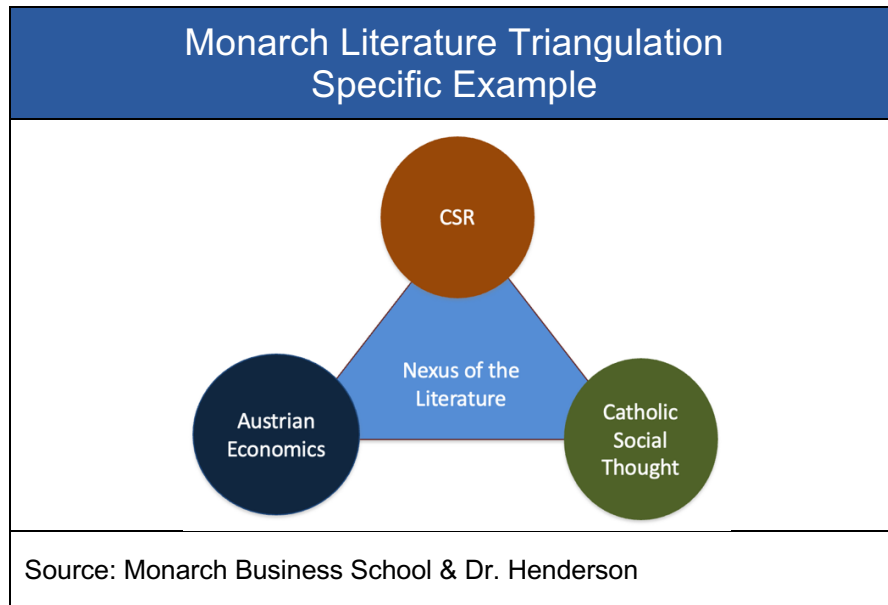 Monarch Literature Triangulation
Specific Example
CSR
Nexus of the
Literature
Austrian
Economics
Catholic
Social
Thought
Source: Monarch Business School & Dr. Henderson